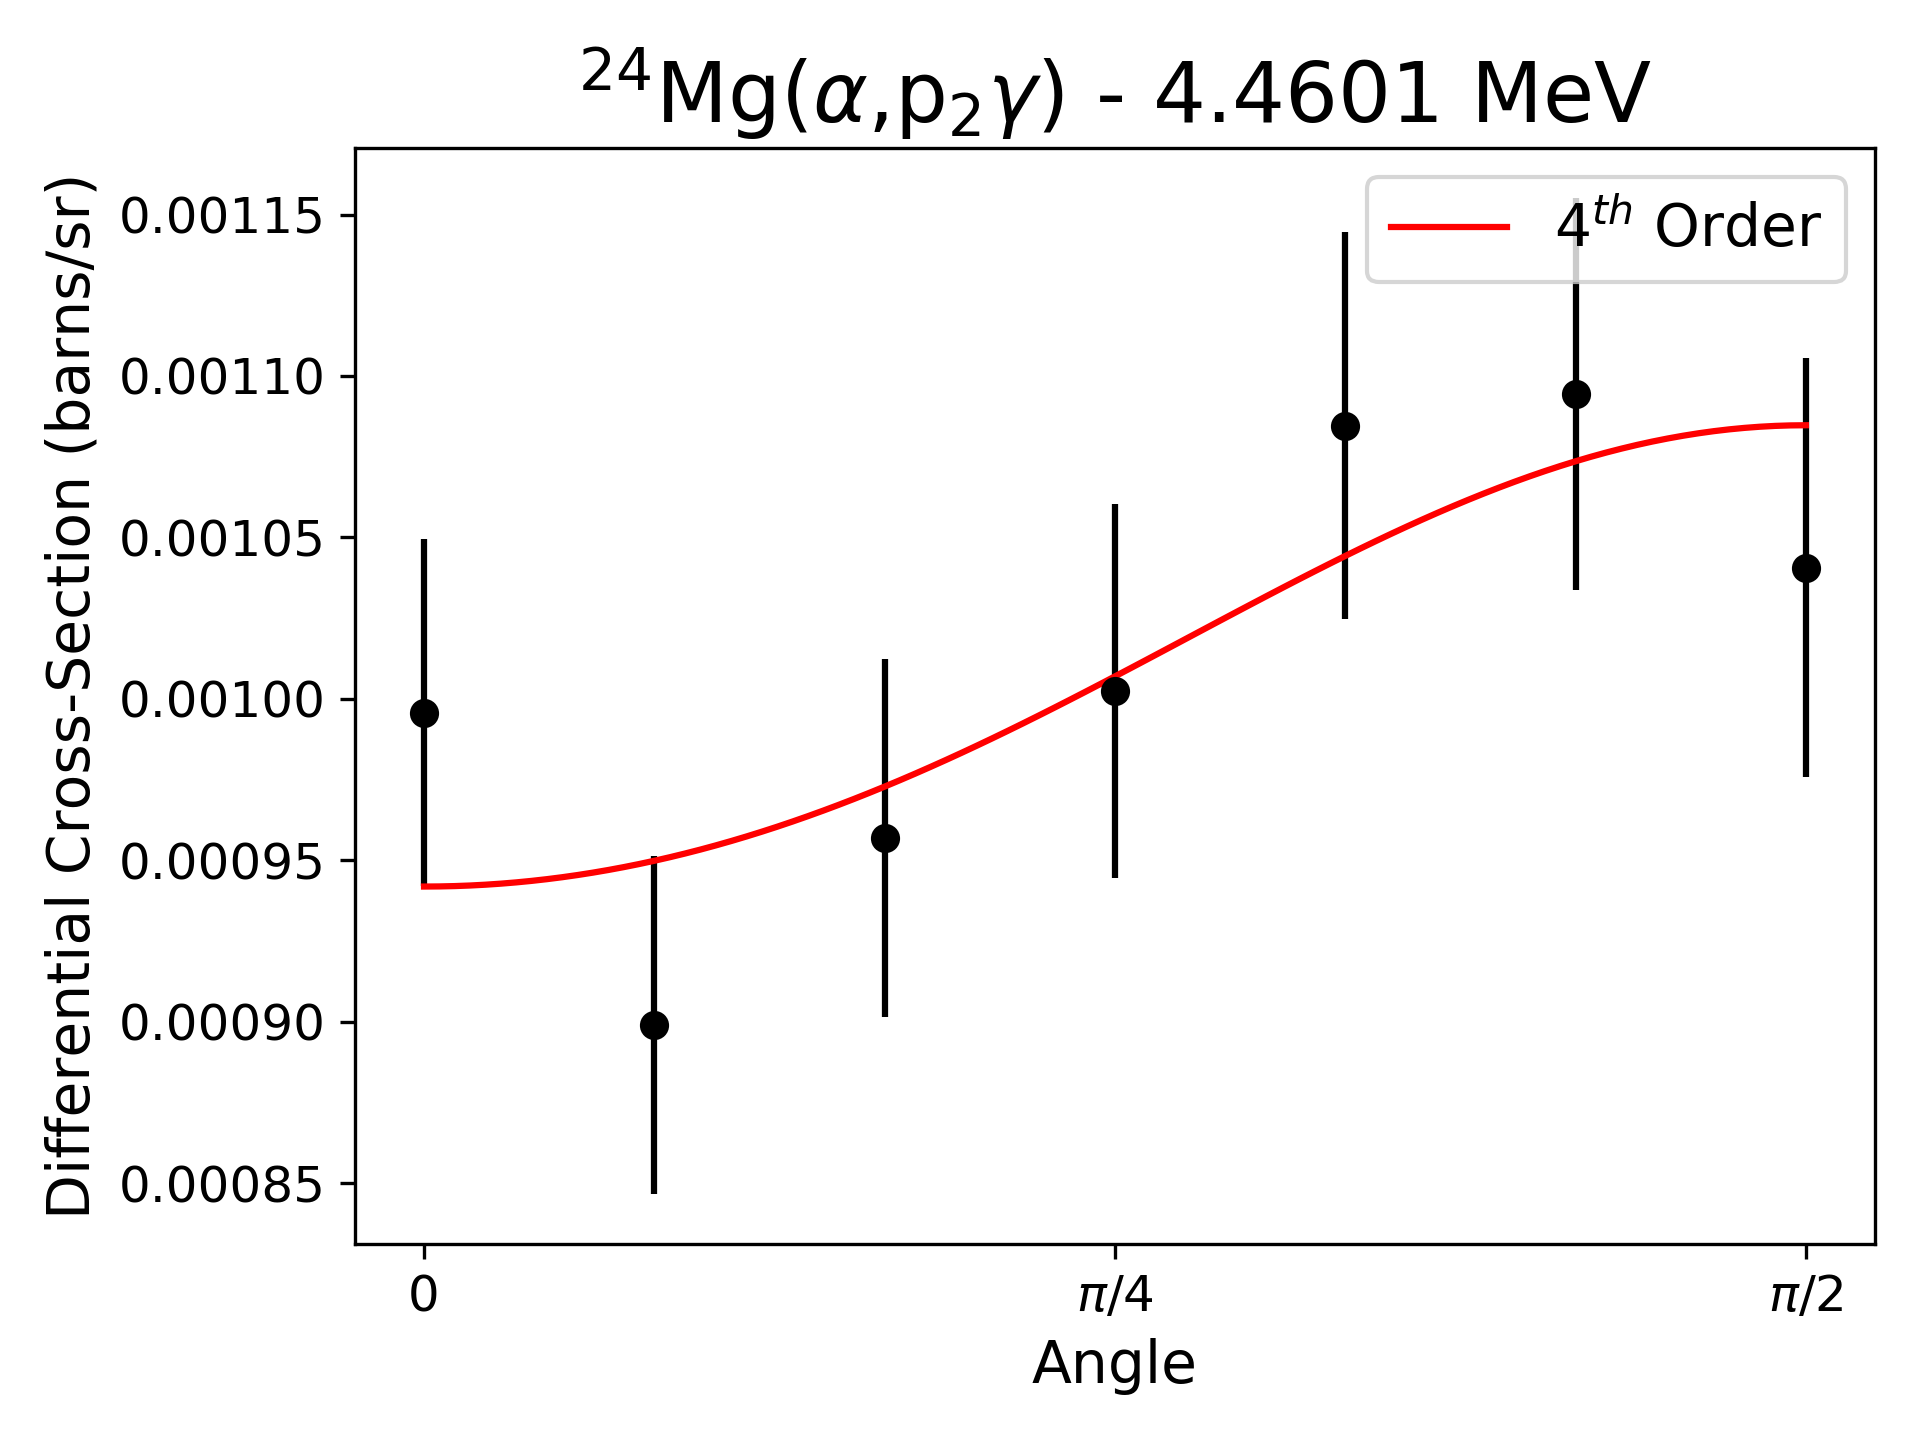 ²⁴Mg(α,p₂γ) - 4.4601 MeV
4ᵗʰ Order
Differential Cross-Section (barns/sr)
0.00115
0.00110
0.00105
0.00100
0.00095
0.00090
0.00085
0 π/4 π/2
Angle